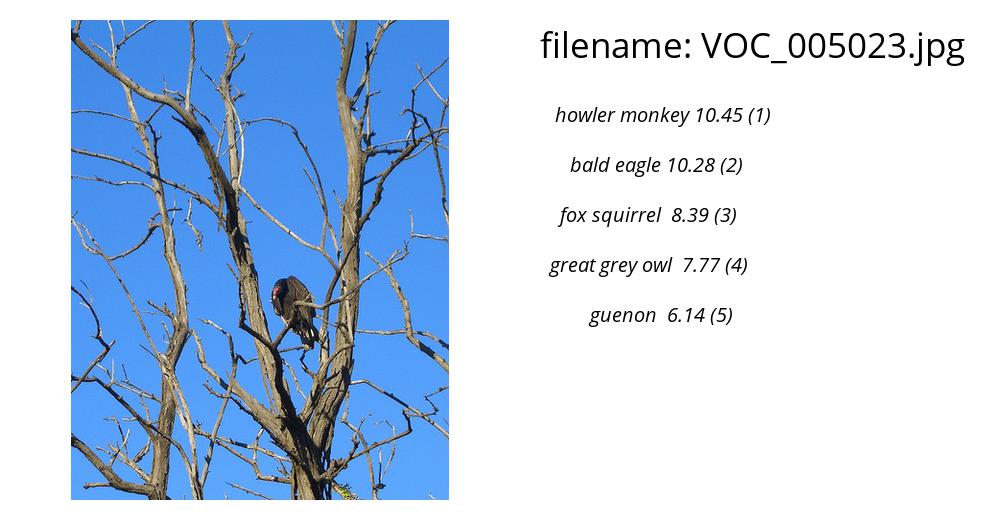 filename: VOC_005023.jpg
howler monkey 10.45 (1)
bald eagle 10.28 (2)
fox squirrel 8.39 (3)
great grey owl 7.77 (4)
guenon 6.14 (5)